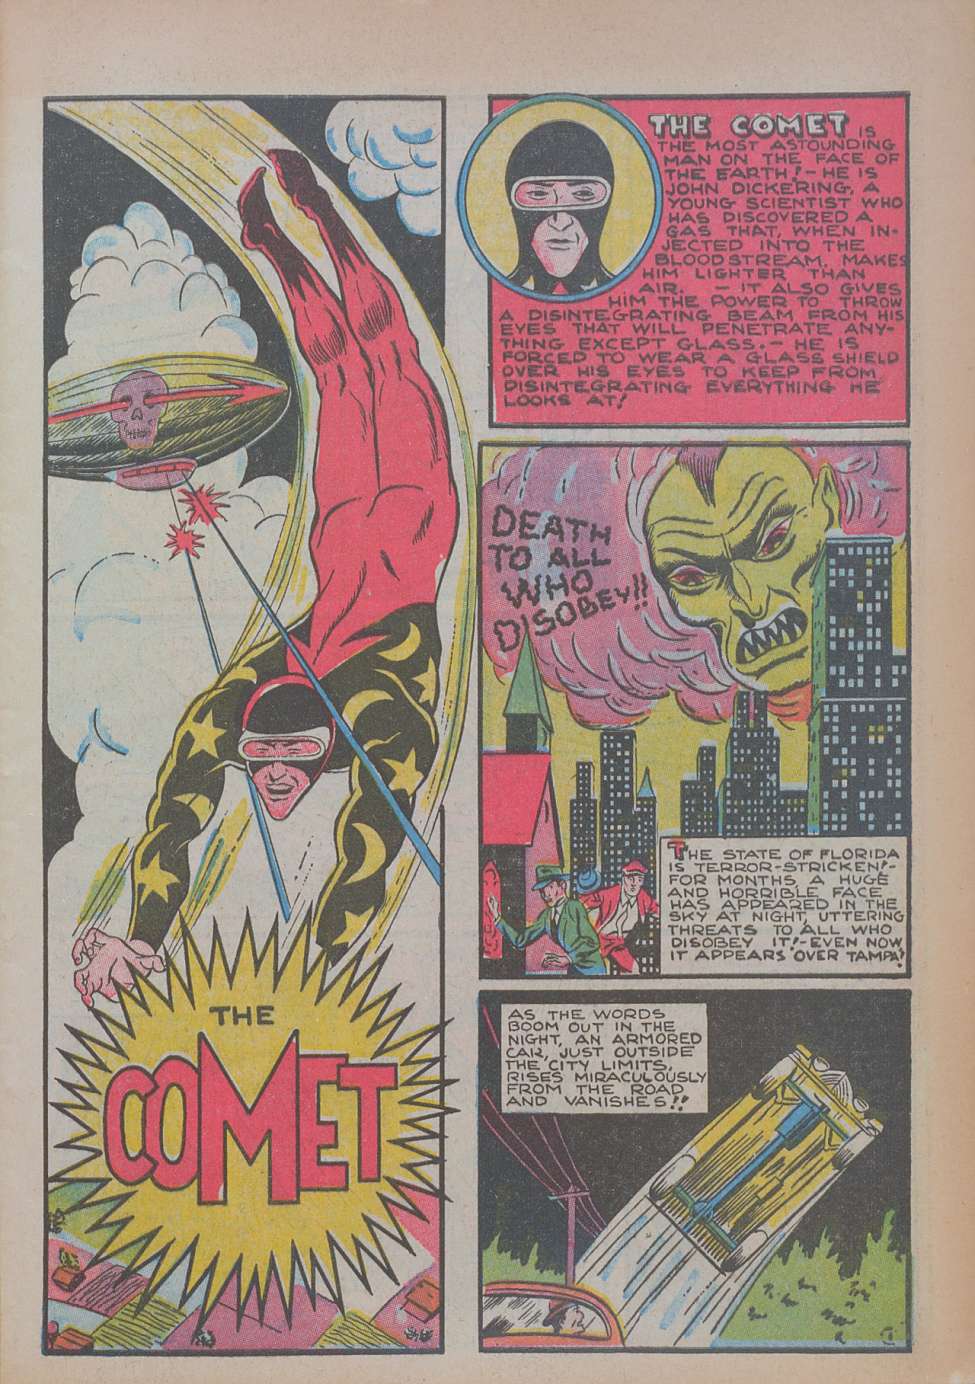 THE
COMET
THE COMET IS
THE MOST ASTOUNDING
MAN ON THE FACE OF
THE EARTH! - HE IS
JOHN DICKERING, A
YOUNG SCIENTIST WHO
HAS DISCOVERED A
GAS THAT, WHEN IN-
JECTED INTO THE
BLOODSTREAM, MAKES
HIM LIGHTER THAN
AIR. - IT ALSO GIVES
HIM THE POWER TO THROW
A DISINTEGRATING BEAM FROM HIS
EYES THAT WILL PENETRATE ANY-
THING EXCEPT GLASS. - HE IS
FORCED TO WEAR A GLASS SHIELD
OVER HIS EYES TO KEEP FROM
DISINTEGRATING EVERYTHING HE
LOOKS AT!
DEATH
TO ALL
WHO
DISOBEY!!
THE STATE OF FLORIDA
IS TERROR-STRICKEN! -
FOR MONTHS, A HUGE
AND HORRIBLE FACE
HAS APPEARED IN THE
SKY AT NIGHT, UTTERING
THREATS TO ALL WHO
DISOBEY IT! - EVEN NOW,
IT APPEARS OVER TAMPA!
AS THE WORDS
BOOM OUT IN THE
NIGHT, AN ARMORED
CAR, JUST OUTSIDE
THE CITY LIMITS,
RISES MIRACULOUSLY
FROM THE ROAD
AND VANISHES!!
1